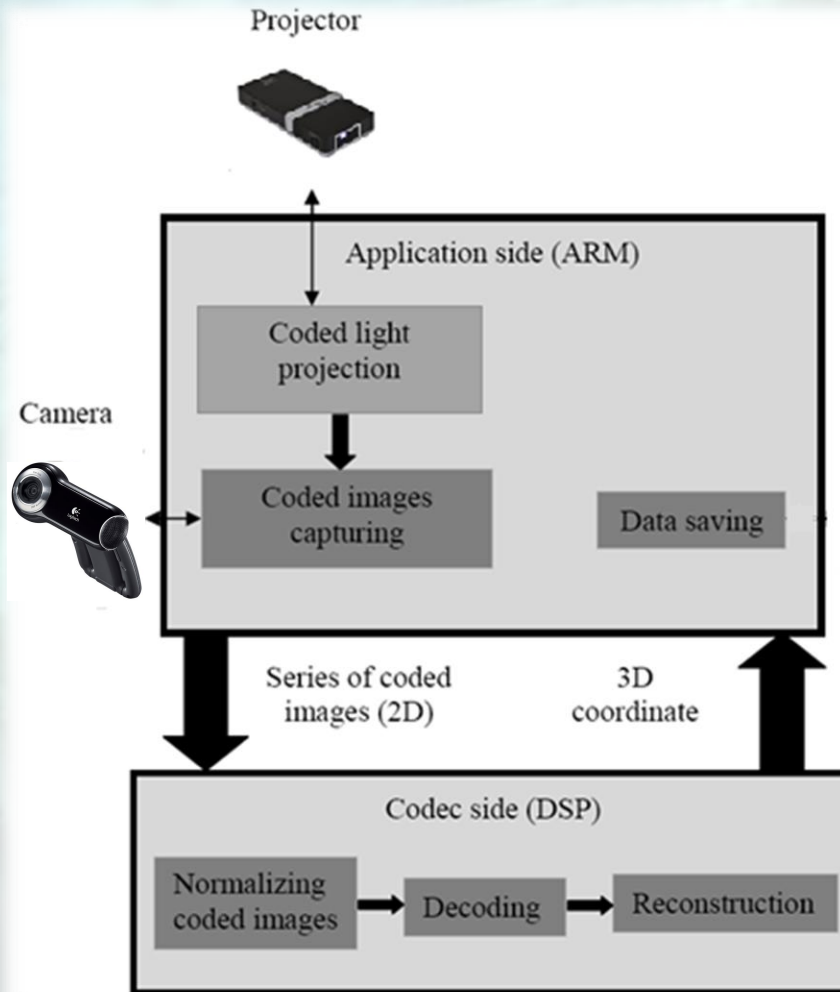 Projector
Application side (ARM)
Coded light
projection
Camera
Coded images
capturing
Data saving
Series of coded
images (2D)
3D
coordinate
Codec side (DSP)
Normalizing
coded images
Decoding
Reconstruction